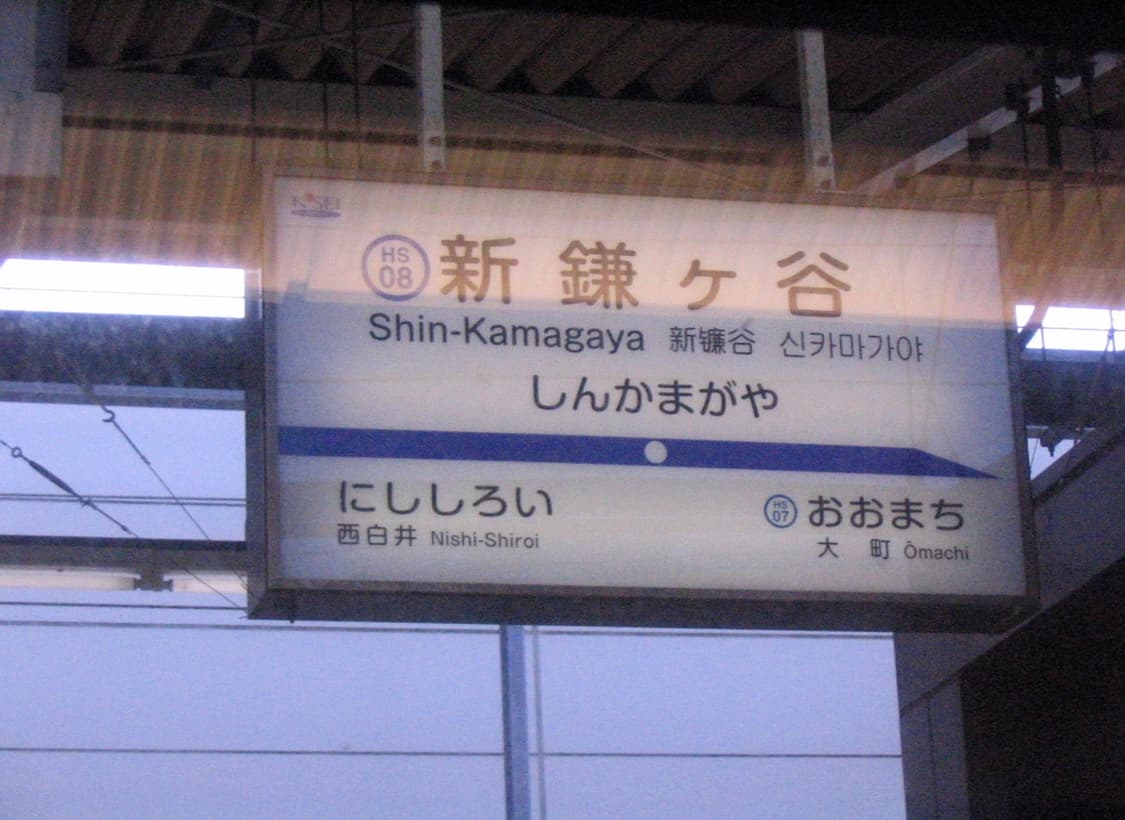 KSEI
HS
08
新鎌ヶ谷
Shin-Kamagaya 新镰谷 신카마가야
しんかまがや
にししろい
西白井 Nishi-Shiroi
HS
07
おおまち
大町 Ōmachi